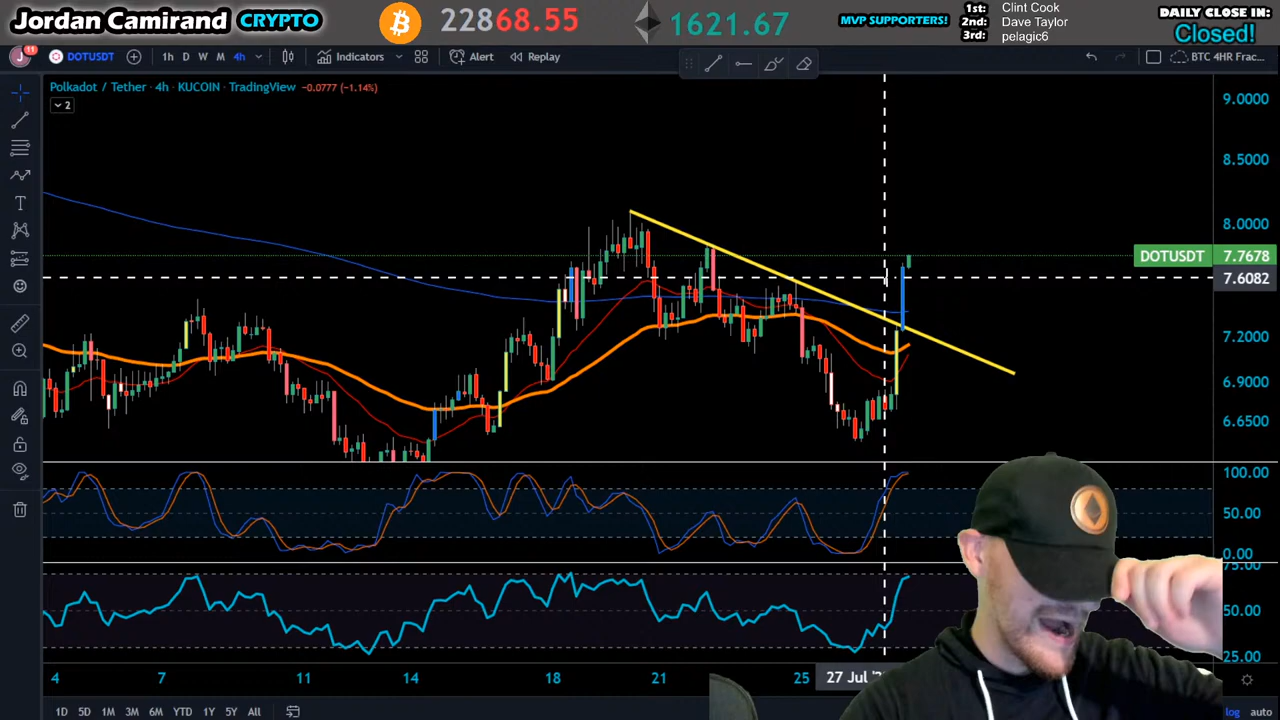 Jordan Camirand CRYPTO
22868.55
1621.67
MVP SUPPORTERS!
1st: Clint Cook
2nd: Dave Taylor
3rd: pelagic6
DAILY CLOSE IN:
Closed!
J 11 DOTUSDT 1h D W M 4h Indicators Alert Replay BTC 4HR Frac...
Polkadot / Tether · 4h · KUCOIN · TradingView −0.0777 (−1.14%)
2
9.0000
8.5000
8.0000
DOTUSDT 7.7678
7.6082
7.2000
6.9000
6.6500
100.00
50.00
0.00
75.00
50.00
25.00
4 7 11 14 18 21 25 27 Jul
1D 5D 1M 3M 6M YTD 1Y 5Y All log auto